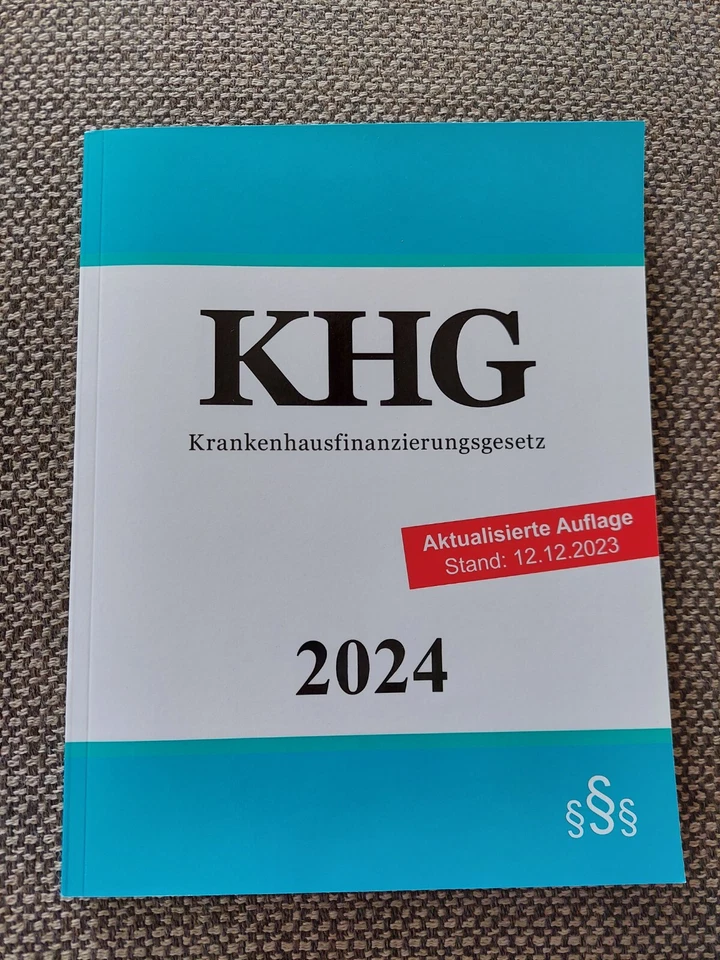 KHG
Krankenhausfinanzierungsgesetz
Aktualisierte Auflage
Stand: 12.12.2023
2024
§§§